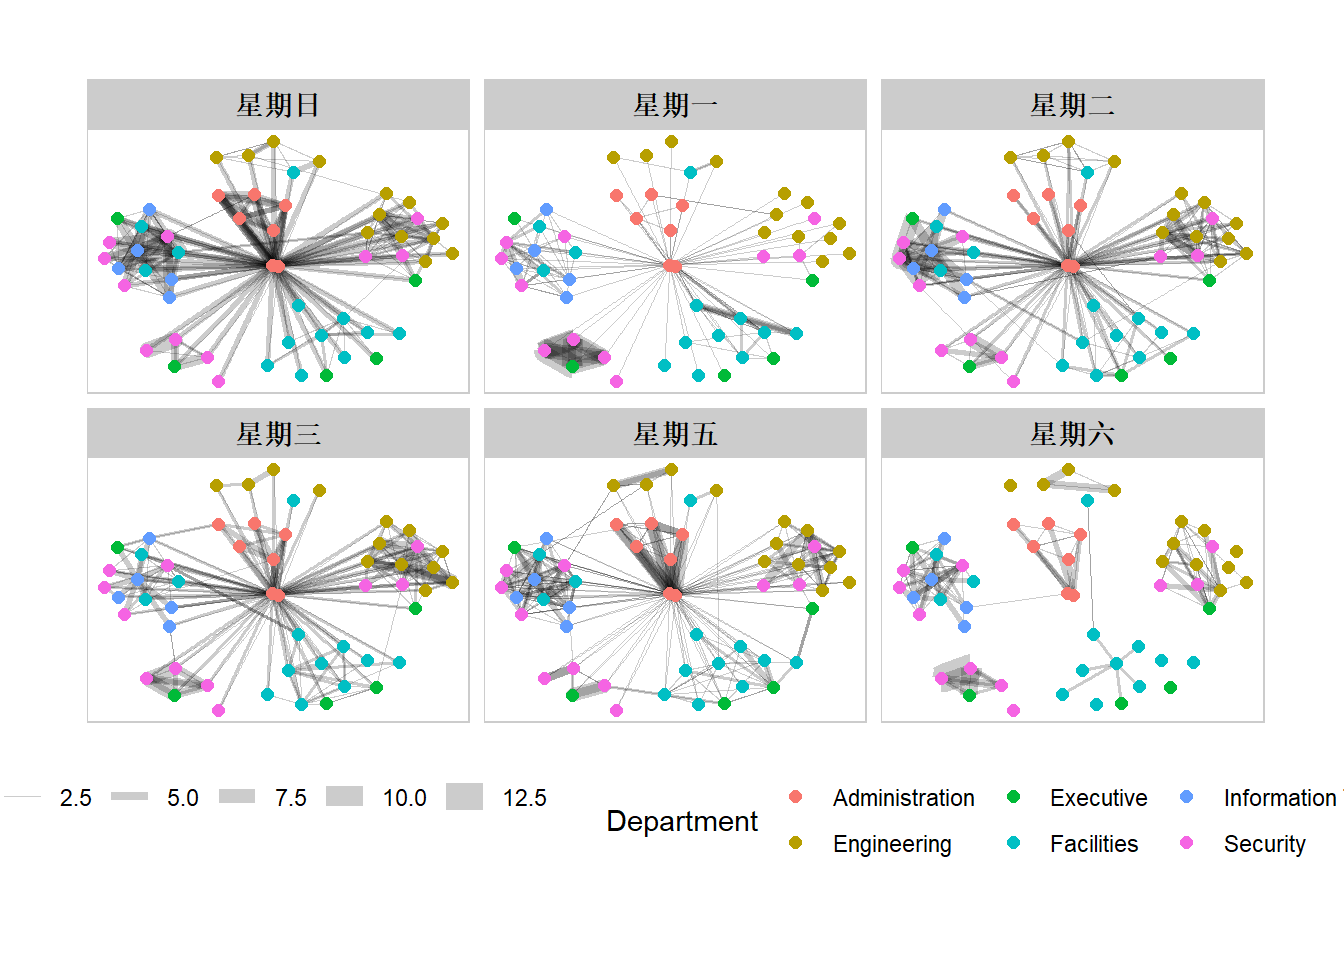 星期日 星期一 星期二
星期三 星期五 星期六
2.5 5.0 7.5 10.0 12.5
Department
Administration Executive Information
Engineering Facilities Security